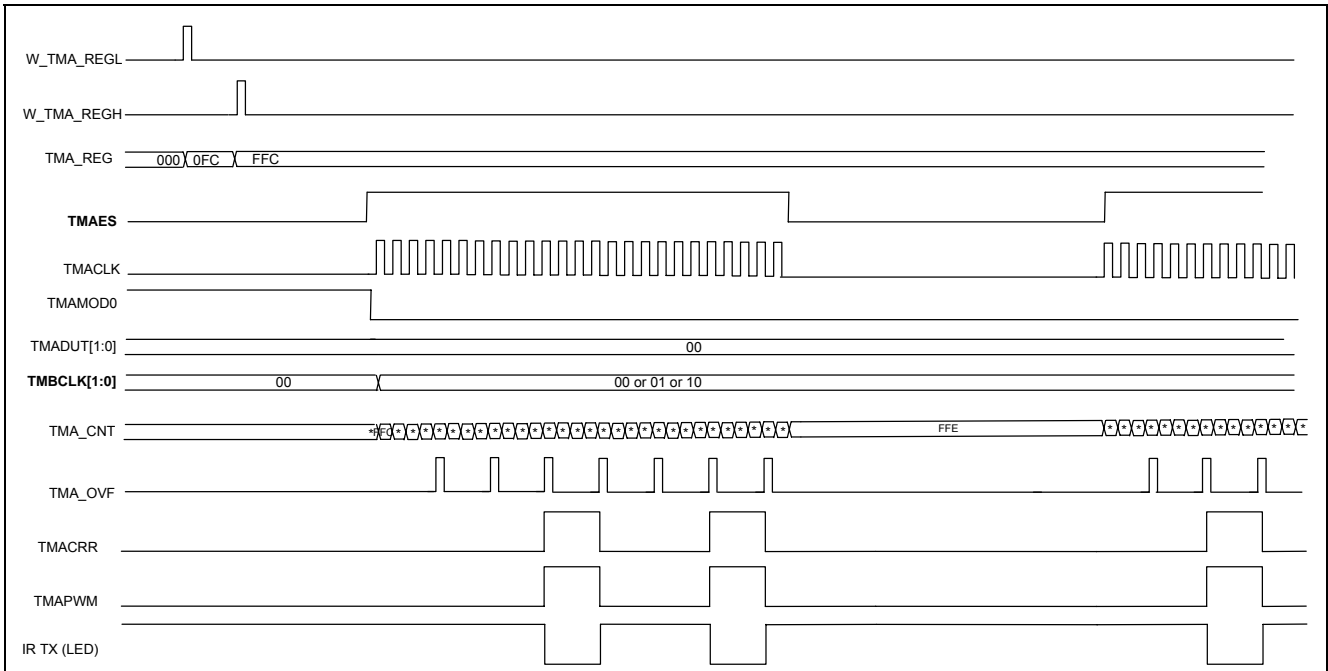 W_TMA_REGL
W_TMA_REGH
TMA_REG 000 0FC FFC
TMAES
TMACLK
TMAMOD0
TMADUT[1:0] 00
TMBCLK[1:0] 00 00 or 01 or 10
TMA_CNT *FFC * * * * * * * * * * * * * * * * * * * * * * * * * FFE * * * * * * * * * * * * * * *
TMA_OVF
TMACRR
TMAPWM
IR TX (LED)